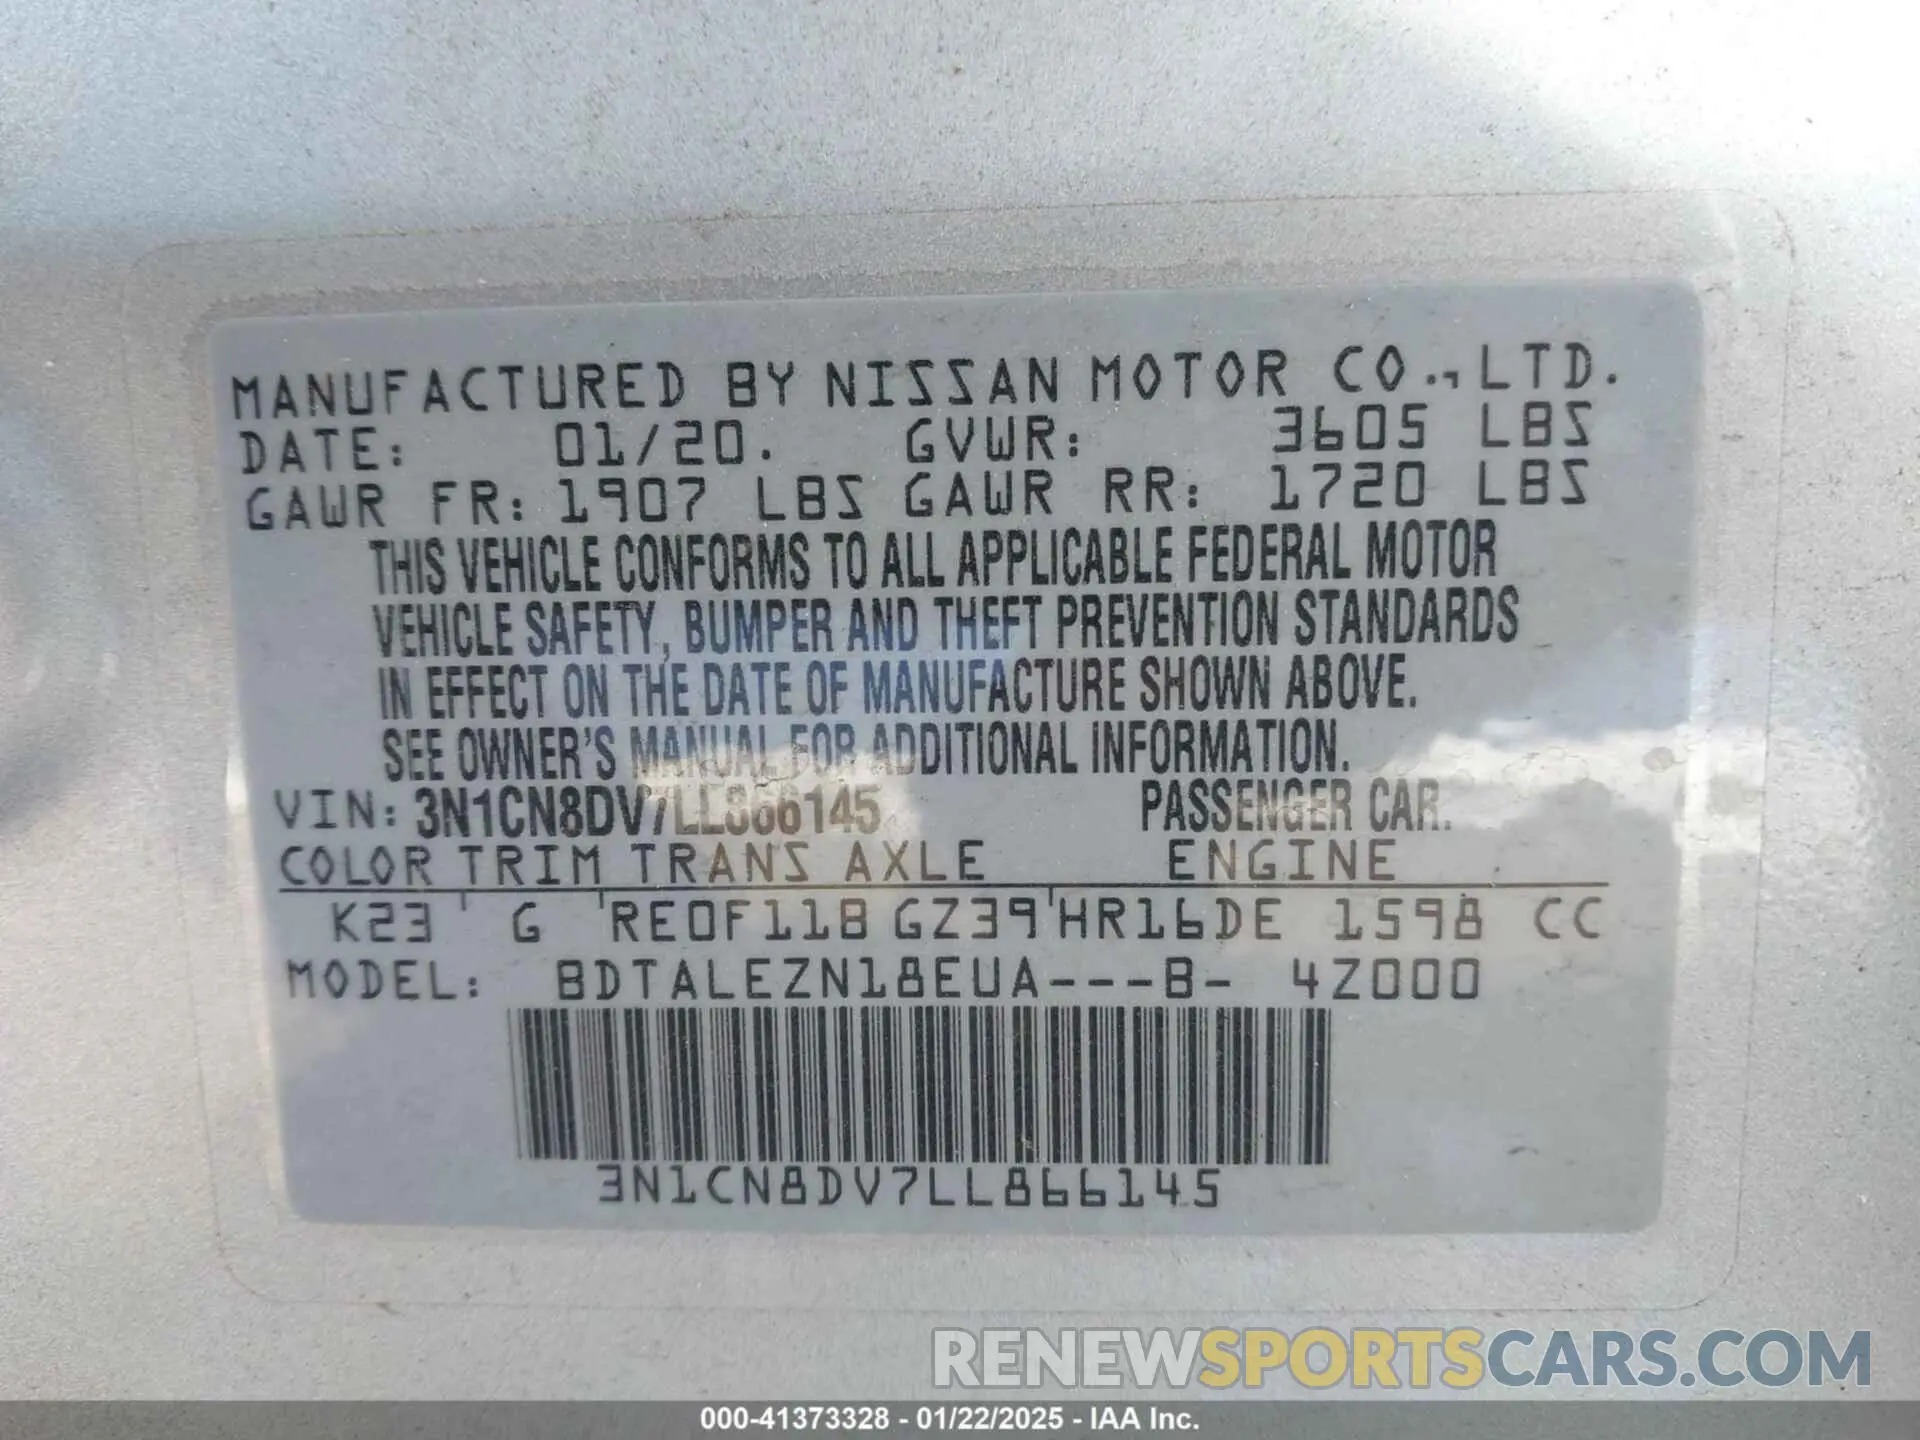 MANUFACTURED BY NISSAN MOTOR CO., LTD.
DATE: 01/20. GVWR: 3605 LBS
GAWR FR: 1907 LBS GAWR RR: 1720 LBS
THIS VEHICLE CONFORMS TO ALL APPLICABLE FEDERAL MOTOR
VEHICLE SAFETY, BUMPER AND THEFT PREVENTION STANDARDS
IN EFFECT ON THE DATE OF MANUFACTURE SHOWN ABOVE.
SEE OWNER'S MANUAL FOR ADDITIONAL INFORMATION.
VIN: 3N1CN8DV7LL866145 PASSENGER CAR.
COLOR TRIM TRANS AXLE ENGINE
K23 G RE0F11B GZ39 HR16DE 1598 CC
MODEL: BDTALEZN18EUA---B- 4Z000
3N1CN8DV7LL866145
RENEWSPORTSCARS.COM
000-41373328 - 01/22/2025 - IAA Inc.